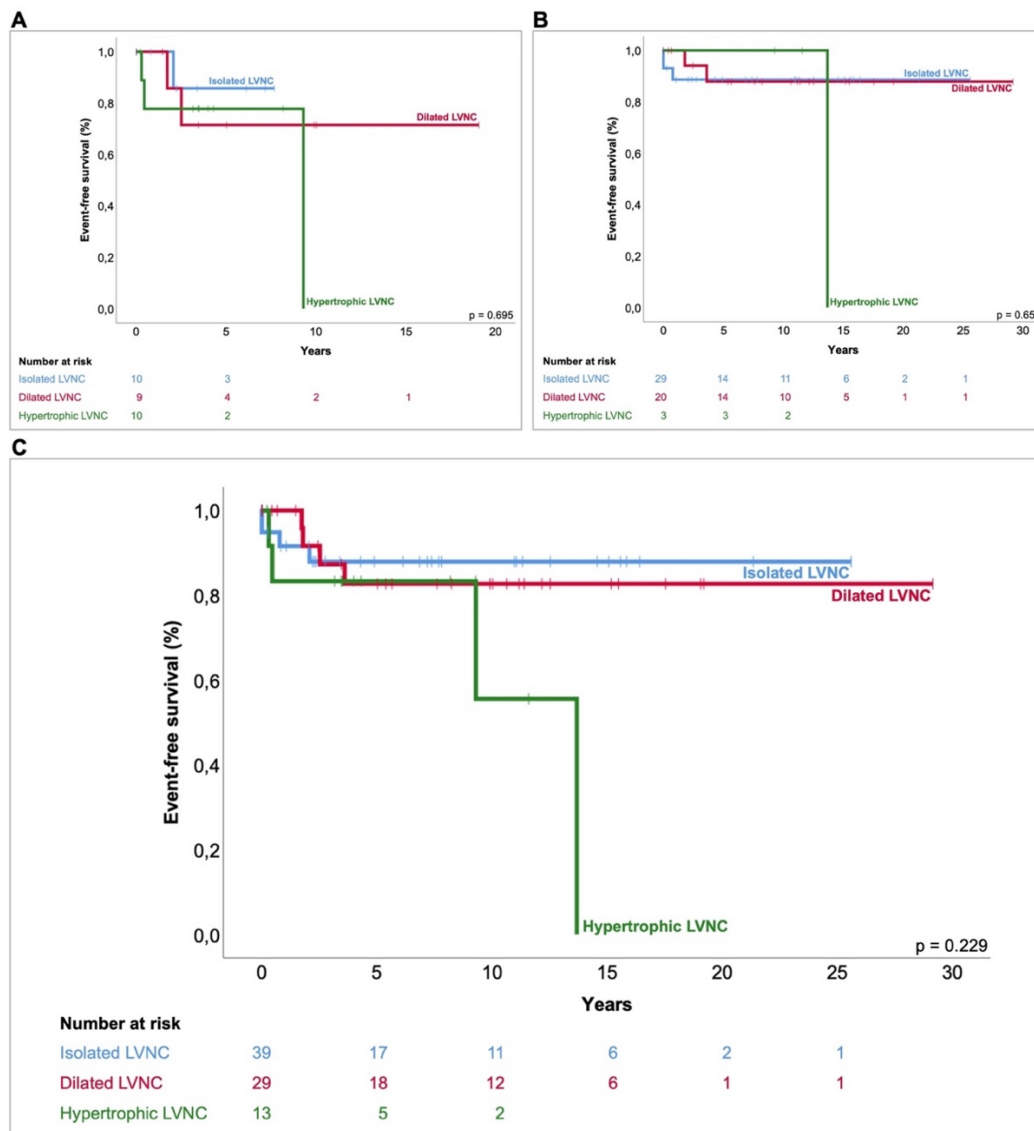 A
Event-free survival (%)
1,0
0,8
0,6
0,4
0,2
0,0
Isolated LVNC
Dilated LVNC
Hypertrophic LVNC
p = 0.695
0 5 10 15 20
Years
Number at risk
Isolated LVNC 10 3
Dilated LVNC 9 4 2 1
Hypertrophic LVNC 10 2
B
Event-free survival (%)
1,0
0,8
0,6
0,4
0,2
0,0
Isolated LVNC
Dilated LVNC
Hypertrophic LVNC
p = 0.65
0 5 10 15 20 25 30
Years
Number at risk
Isolated LVNC 29 14 11 6 2 1
Dilated LVNC 20 14 10 5 1 1
Hypertrophic LVNC 3 3 2
C
Event-free survival (%)
1,0
0,8
0,6
0,4
0,2
0,0
Isolated LVNC
Dilated LVNC
Hypertrophic LVNC
p = 0.229
0 5 10 15 20 25 30
Years
Number at risk
Isolated LVNC 39 17 11 6 2 1
Dilated LVNC 29 18 12 6 1 1
Hypertrophic LVNC 13 5 2